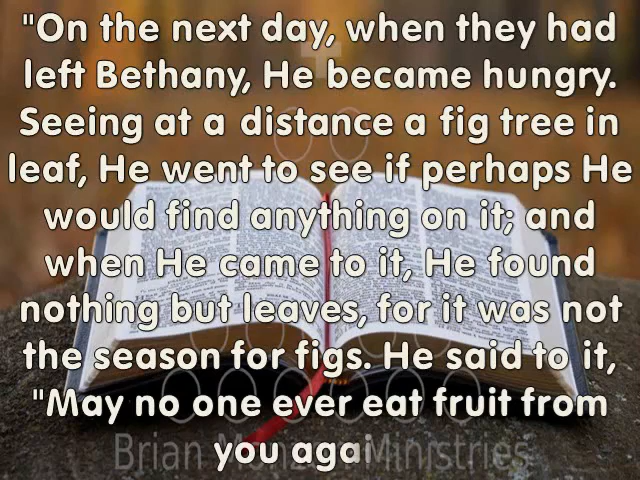 "On the next day, when they had
left Bethany, He became hungry.
Seeing at a distance a fig tree in
leaf, He went to see if perhaps He
would find anything on it; and
when He came to it, He found
nothing but leaves, for it was not
the season for figs. He said to it,
"May no one ever eat fruit from
you agai
Brian Ministries